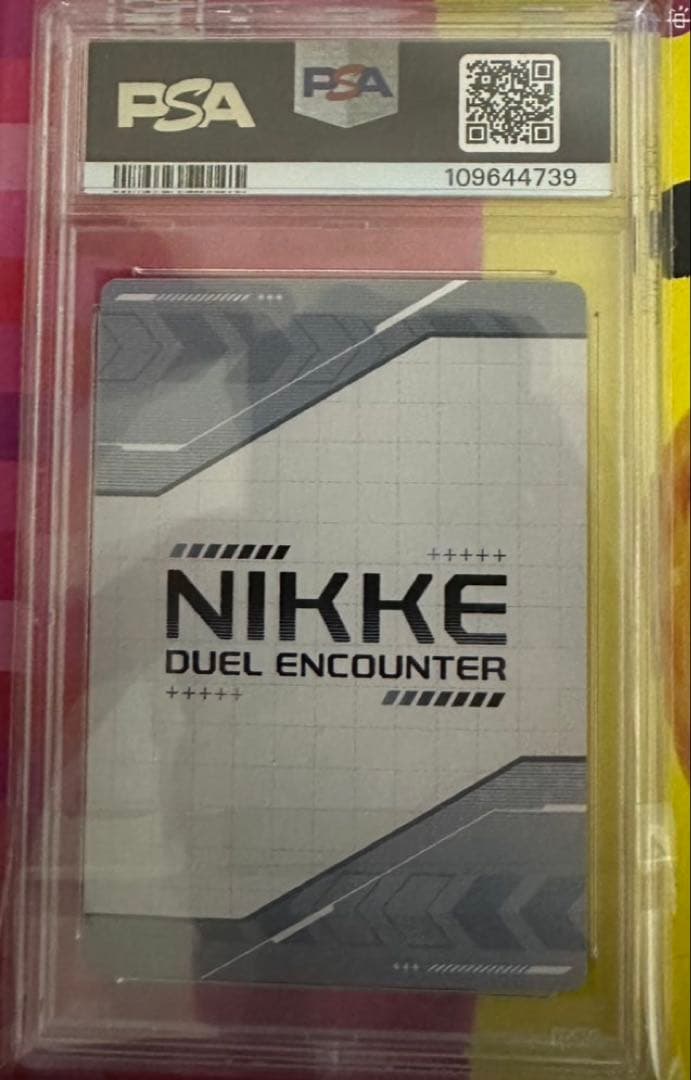 PSA
PSA
109644739
NIKKE
DUEL ENCOUNTER